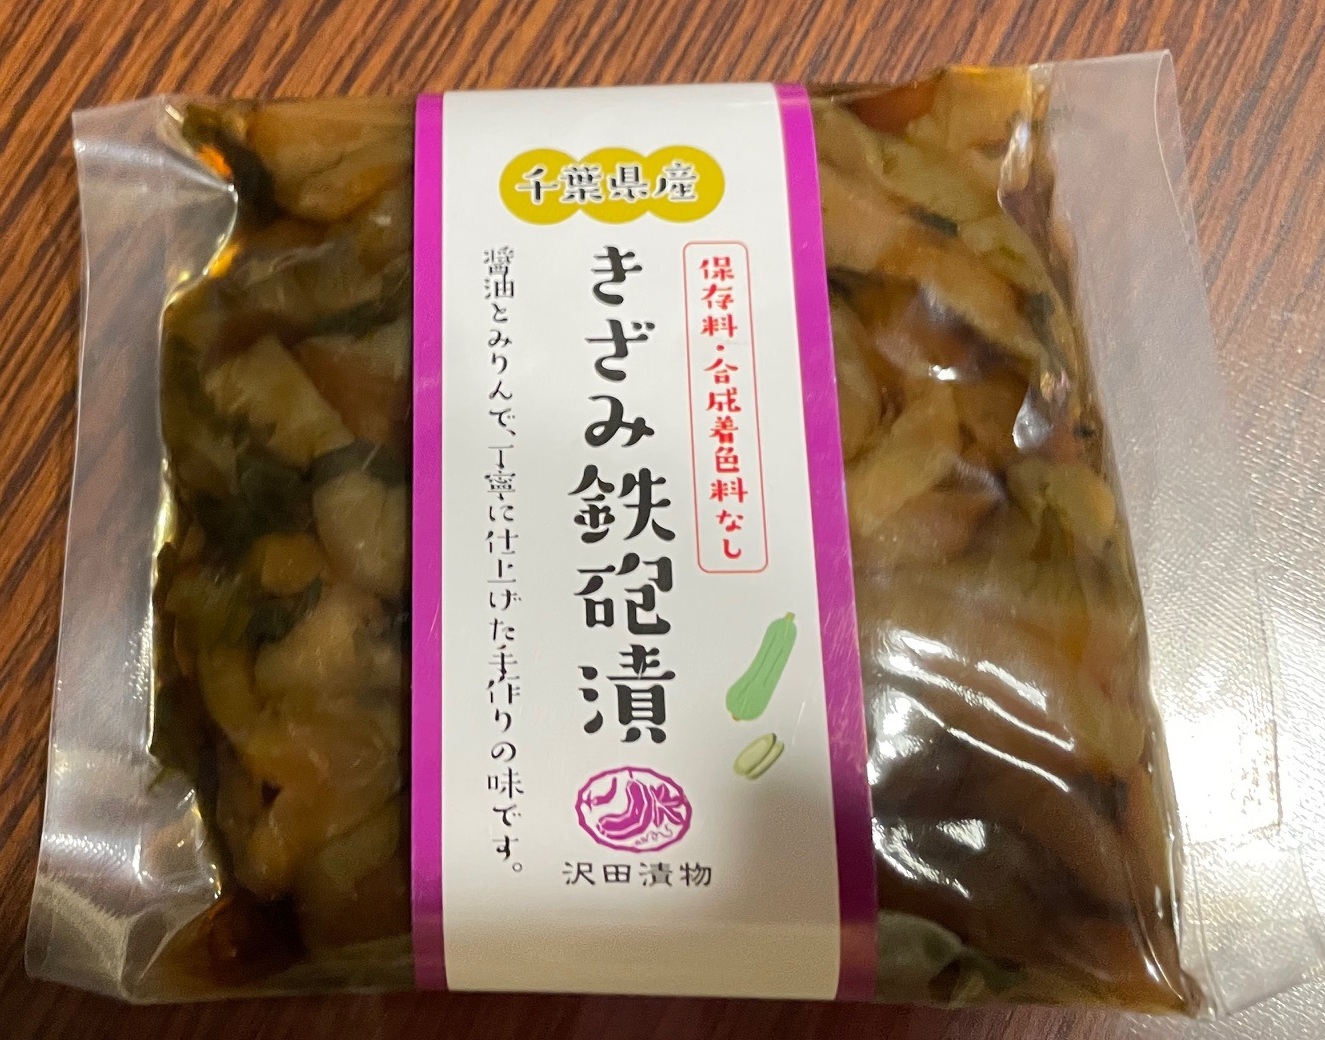 千葉県産
保存料・合成着色料なし
きざみ鉄砲漬
醤油とみりんで、丁寧に仕上げた手作りの味です。
沢田漬物